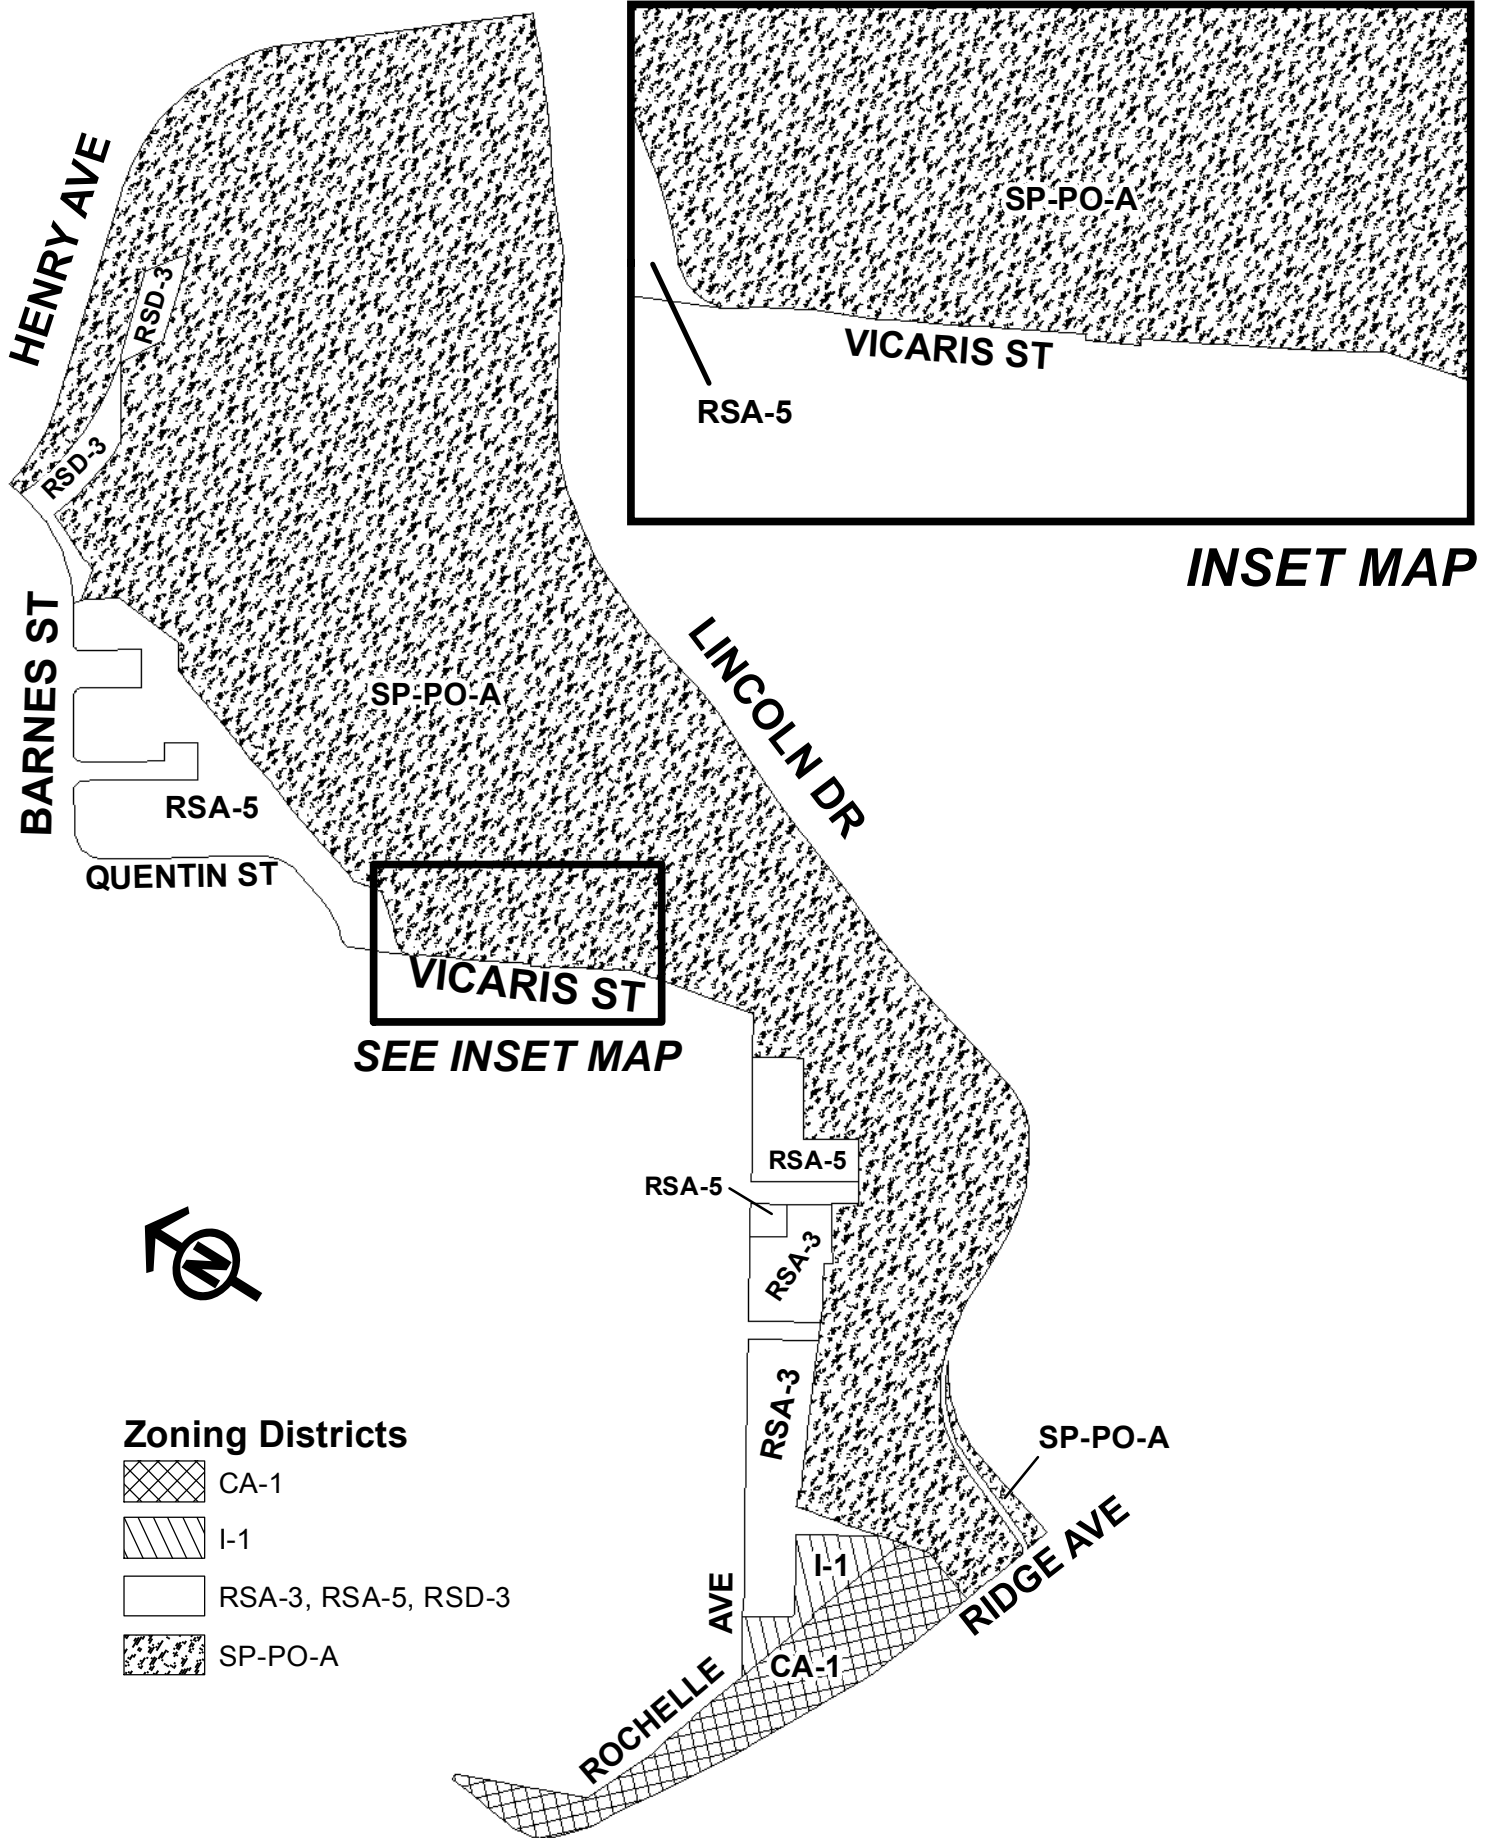 SP-PO-A
VICARIS ST
RSA-5
INSET MAP
HENRY AVE
RSD-3
RSD-3
BARNES ST
LINCOLN DR
SP-PO-A
RSA-5
QUENTIN ST
VICARIS ST
SEE INSET MAP
RSA-5
RSA-5
RSA-3
N
RSA-3
SP-PO-A
RIDGE AVE
I-1
CA-1
ROCHELLE AVE
Zoning Districts
CA-1
I-1
RSA-3, RSA-5, RSD-3
SP-PO-A